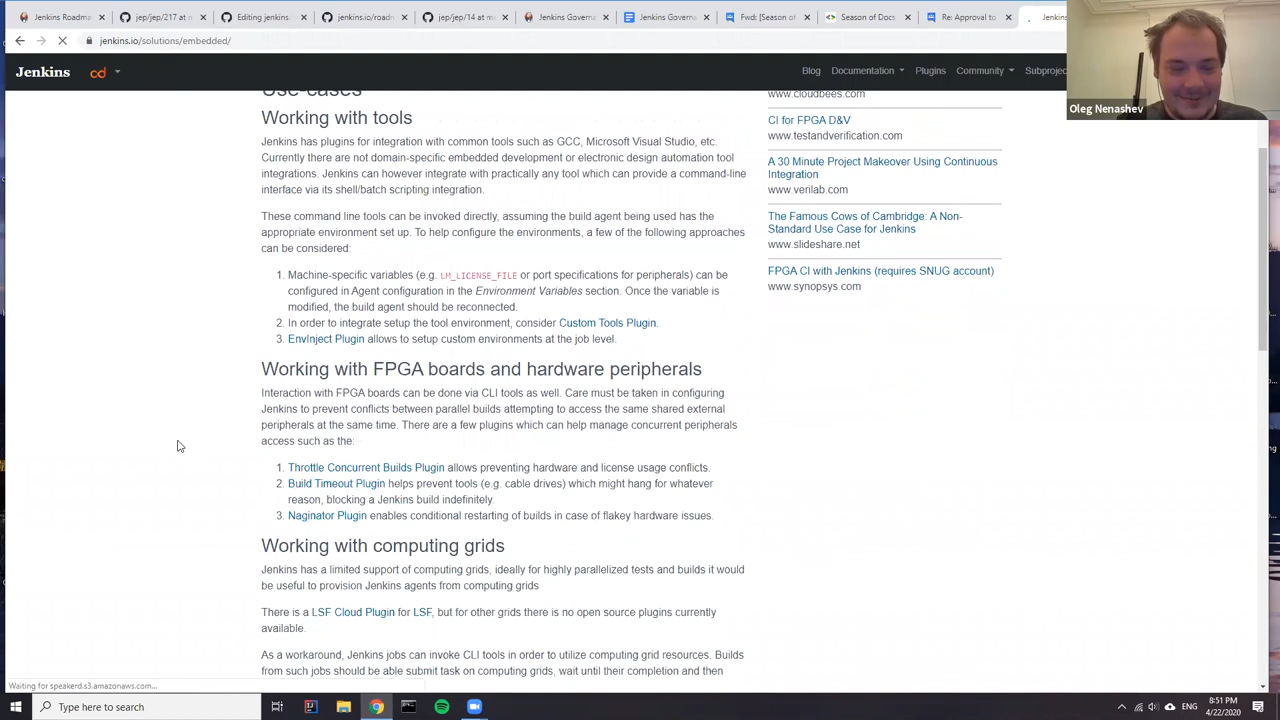 Jenkins Roadma
jep/jep/217 at n
Editing jenkins.
jenkins.io/roadn
jep/jep/14 at m
Jenkins Governa
Jenkins Governa
Fwd: [Season of
Season of Docs
Re: Approval to
Jenkins
jenkins.io/solutions/embedded/
Jenkins
cd
Blog
Documentation
Plugins
Community
Subproj
Oleg Nenashev
Use-cases
Working with tools
Jenkins has plugins for integration with common tools such as GCC, Microsoft Visual Studio, etc.
Currently there are not domain-specific embedded development or electronic design automation tool
integrations. Jenkins can however integrate with practically any tool which can provide a command-line
interface via its shell/batch scripting integration.
These command line tools can be invoked directly, assuming the build agent being used has the
appropriate environment set up. To help configure the environments, a few of the following approaches
can be considered:
1. Machine-specific variables (e.g. LM_LICENSE_FILE or port specifications for peripherals) can be
configured in Agent configuration in the Environment Variables section. Once the variable is
modified, the build agent should be reconnected.
2. In order to integrate setup the tool environment, consider Custom Tools Plugin.
3. EnvInject Plugin allows to setup custom environments at the job level.
Working with FPGA boards and hardware peripherals
Interaction with FPGA boards can be done via CLI tools as well. Care must be taken in configuring
Jenkins to prevent conflicts between parallel builds attempting to access the same shared external
peripherals at the same time. There are a few plugins which can help manage concurrent peripherals
access such as the:
1. Throttle Concurrent Builds Plugin allows preventing hardware and license usage conflicts.
2. Build Timeout Plugin helps prevent tools (e.g. cable drives) which might hang for whatever
reason, blocking a Jenkins build indefinitely.
3. Naginator Plugin enables conditional restarting of builds in case of flakey hardware issues.
Working with computing grids
Jenkins has a limited support of computing grids, ideally for highly parallelized tests and builds it would
be useful to provision Jenkins agents from computing grids
There is a LSF Cloud Plugin for LSF, but for other grids there is no open source plugins currently
available.
As a workaround, Jenkins jobs can invoke CLI tools in order to utilize computing grid resources. Builds
from such jobs should be able submit task on computing grids, wait until their completion and then
www.cloudbees.com
CI for FPGA D&V
www.testandverification.com
A 30 Minute Project Makeover Using Continuous
Integration
www.verilab.com
The Famous Cows of Cambridge: A Non-
Standard Use Case for Jenkins
www.slideshare.net
FPGA CI with Jenkins (requires SNUG account)
www.synopsys.com
Waiting for speakerd.s3.amazonaws.com...
Type here to search
ENG
8:51 PM
4/22/2020